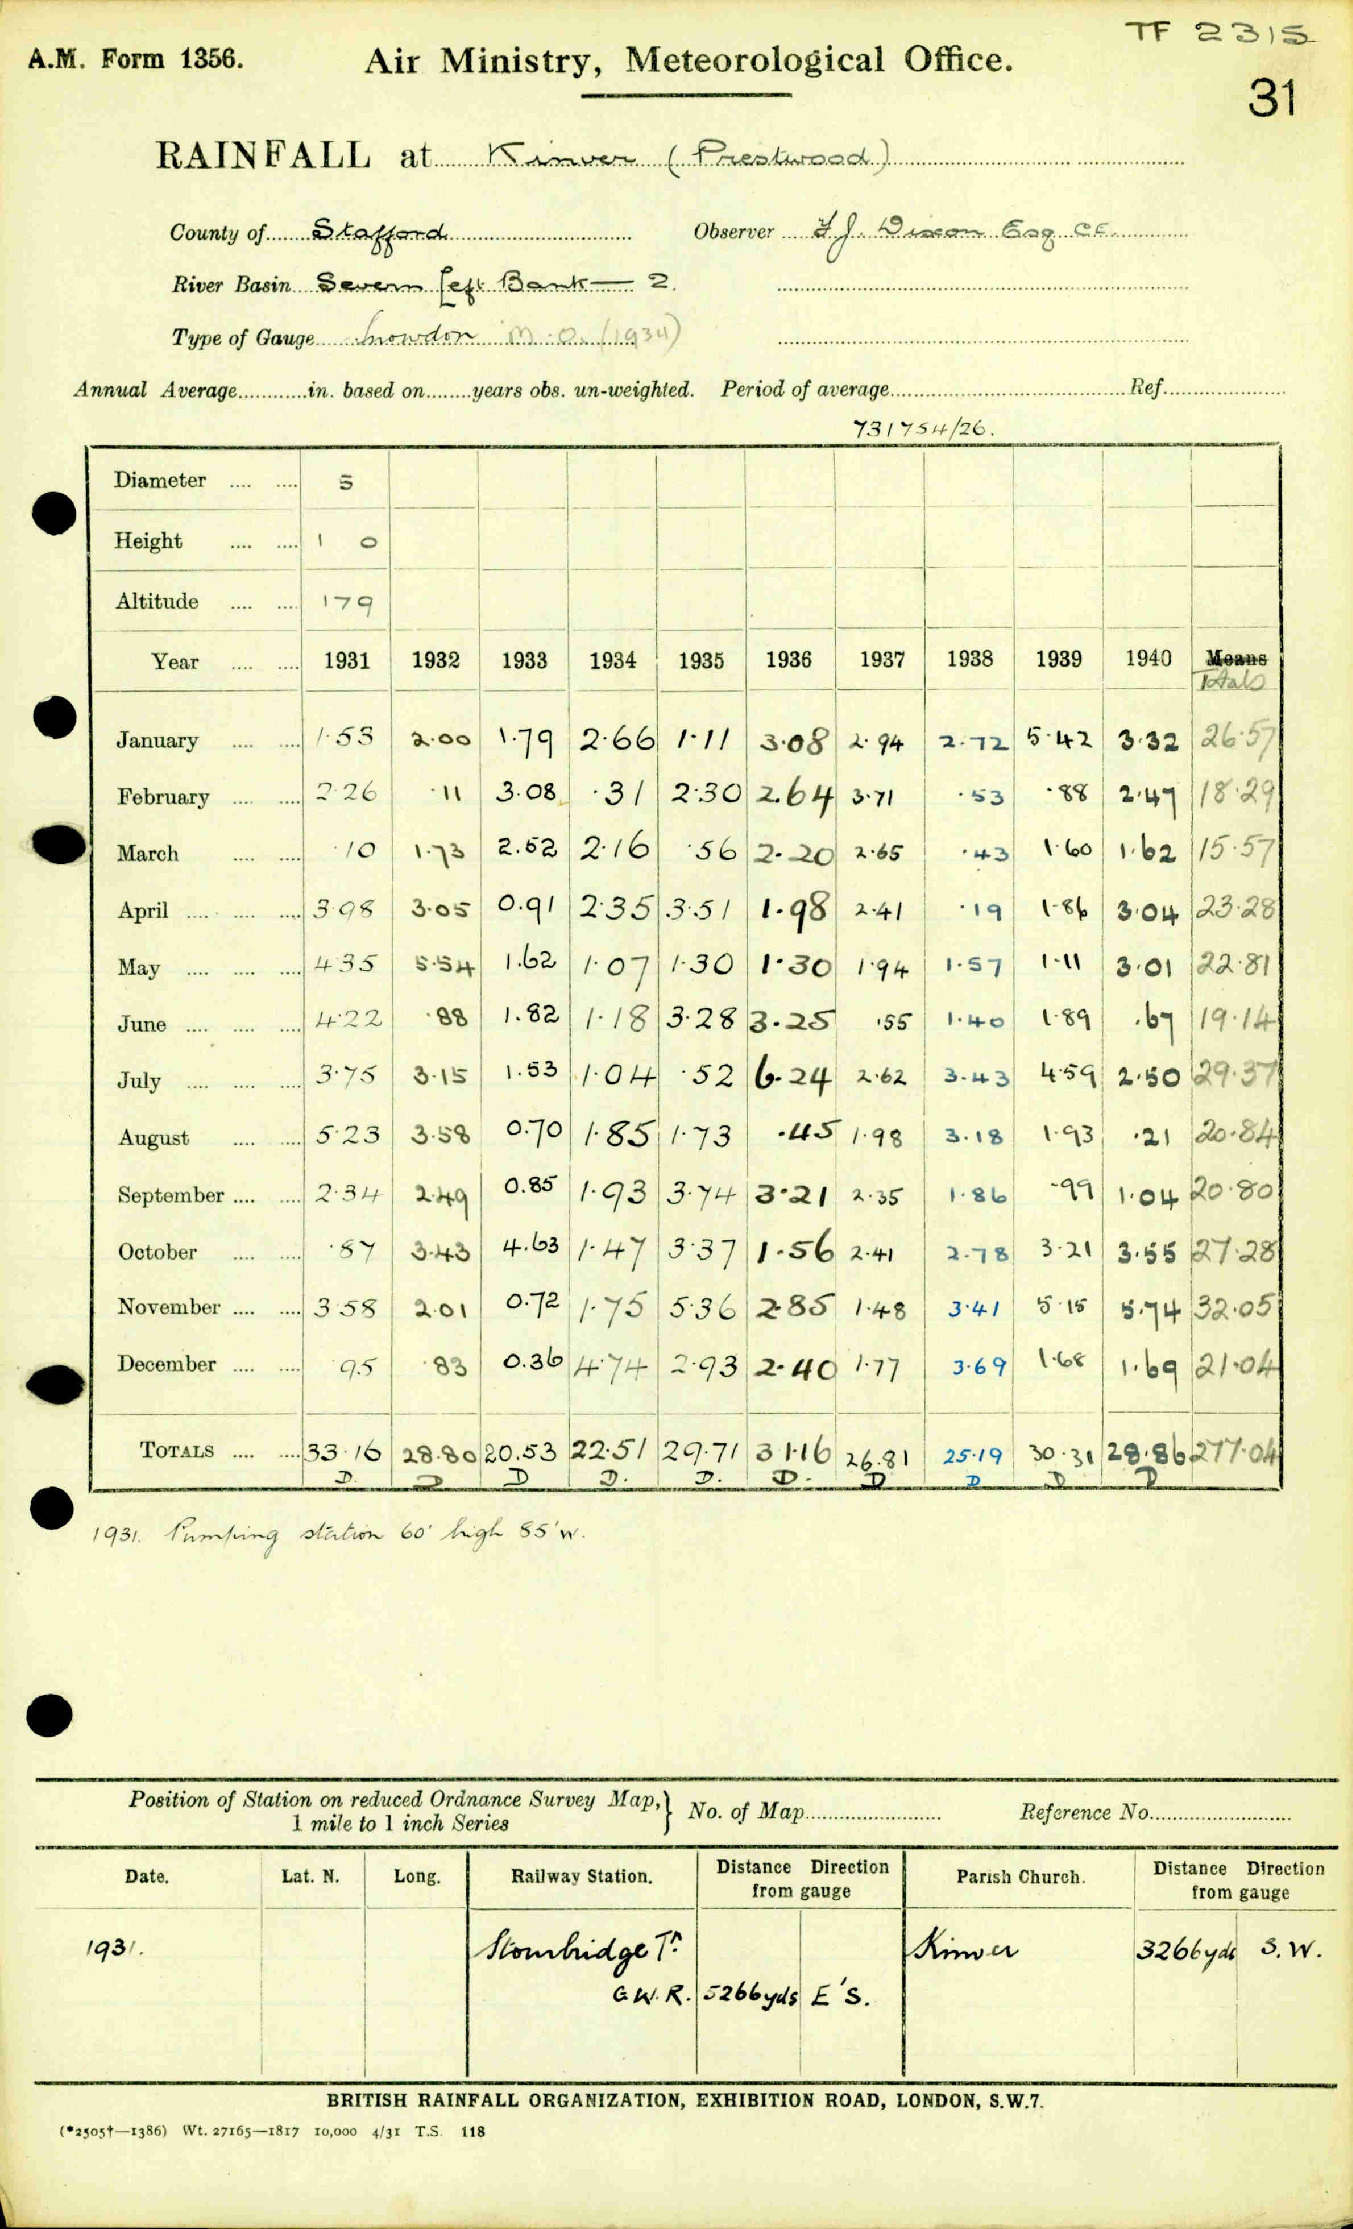 TF 2315
A.M. Form 1356. Air Ministry, Meteorological Office.
31
RAINFALL at Kinver (Prestwood)
County of Stafford Observer F.J. Dixon Esq CE.
River Basin Severn Left Bank — 2.
Type of Gauge Snowdon M.O. (1934)
Annual Average in. based on years obs. un-weighted. Period of average Ref.
731754/26.
Diameter 5
Height 1 0
Altitude 179
Year 1931 1932 1933 1934 1935 1936 1937 1938 1939 1940 Means
Totals
January 1.53 2.00 1.79 2.66 1.11 3.08 2.94 2.72 5.42 3.32 26.57
February 2.26 .11 3.08 .31 2.30 2.64 3.71 .53 .88 2.47 18.29
March .10 1.73 2.52 2.16 .56 2.20 2.65 .43 1.60 1.62 15.57
April 3.98 3.05 0.91 2.35 3.51 1.98 2.41 .19 1.86 3.04 23.28
May 4.35 5.54 1.62 1.07 1.30 1.30 1.94 1.57 1.11 3.01 22.81
June 4.22 .88 1.82 1.18 3.28 3.25 .55 1.40 1.89 .67 19.14
July 3.75 3.15 1.53 1.04 .52 6.24 2.62 3.43 4.59 2.50 29.37
August 5.23 3.58 0.70 1.85 1.73 .45 1.98 3.18 1.93 .21 20.84
September 2.34 2.49 0.85 1.93 3.74 3.21 2.35 1.86 .99 1.04 20.80
October .87 3.43 4.63 1.47 3.37 1.56 2.41 2.78 3.21 3.55 27.28
November 3.58 2.01 0.72 1.75 5.36 2.85 1.48 3.41 5.15 5.74 32.05
December .95 .83 0.36 4.74 2.93 2.40 1.77 3.69 1.68 1.69 21.04
TOTALS 33.16 28.80 20.53 22.51 29.71 31.16 26.81 25.19 30.31 28.86 277.04
D. D D D. D. D. D D D D
1931. Pumping station 60' high 85' W.
Position of Station on reduced Ordnance Survey Map, } No. of Map Reference No.
1 mile to 1 inch Series
Date. Lat. N. Long. Railway Station. Distance Direction from gauge Parish Church. Distance Direction from gauge
1931. Stourbridge Tn Kinver 3266 yds S.W.
G.W.R. 5266 yds E'S.
BRITISH RAINFALL ORGANIZATION, EXHIBITION ROAD, LONDON, S.W.7.
(*2505†—1386) Wt. 27165—1817 10,000 4/31 T.S. 118